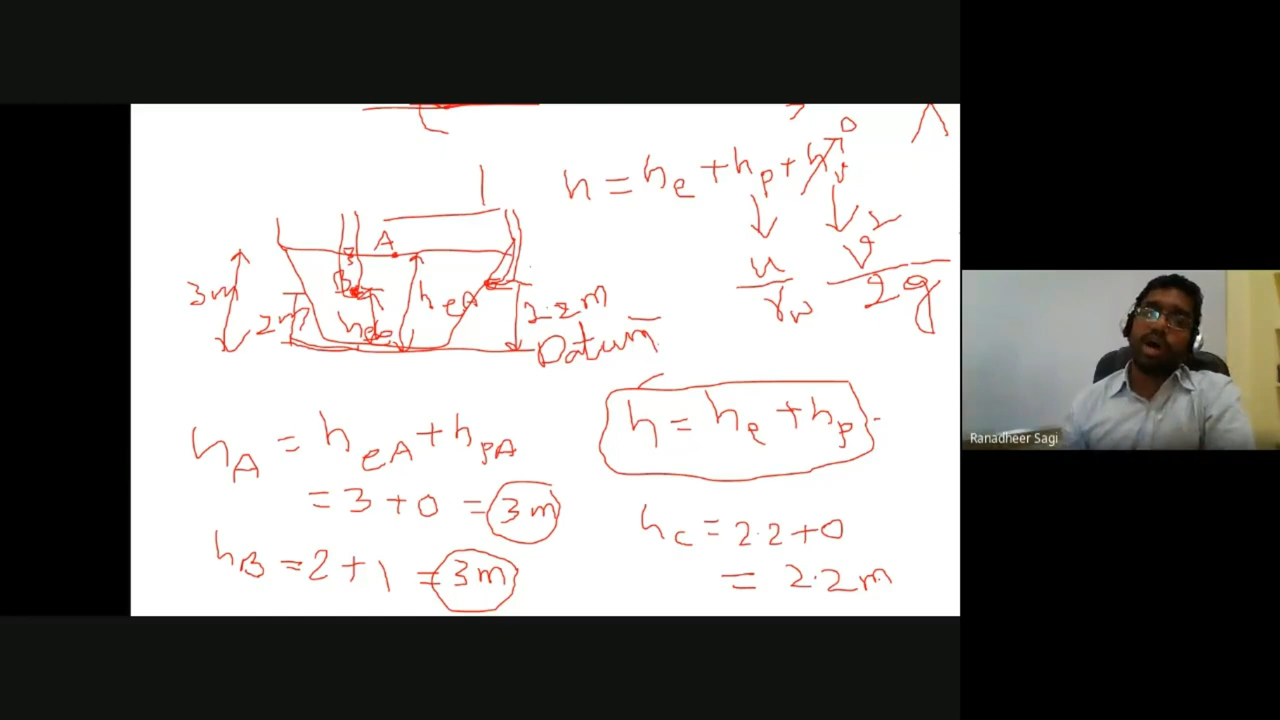 h = he + hp + hv 0
u/γw v²/2g
A
B
3m
2m
heB
heA
2.2m
Datum
h = he + hp
hA = heA + hpA
= 3 + 0 = 3m
hB = 2 + 1 = 3m
hC = 2.2 + 0
= 2.2m
Ranadheer Sagi